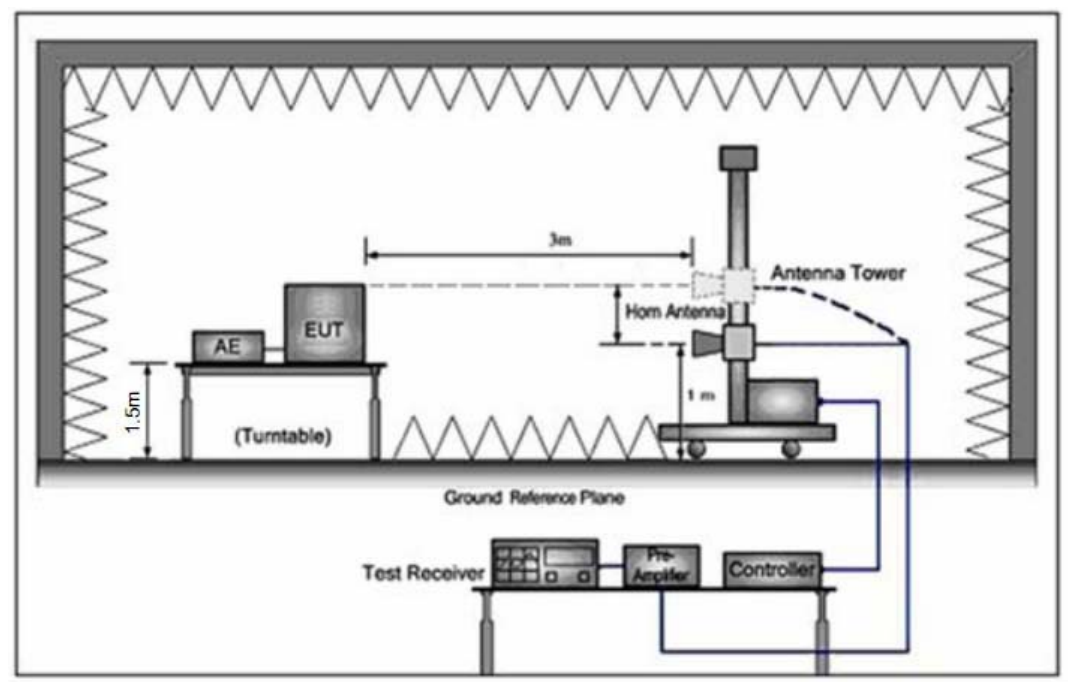 3m
Antenna Tower
Horn Antenna
EUT
AE
1.5m
1 m
(Turntable)
Ground Reference Plane
Test Receiver
Pre-
Amplifier
Controller